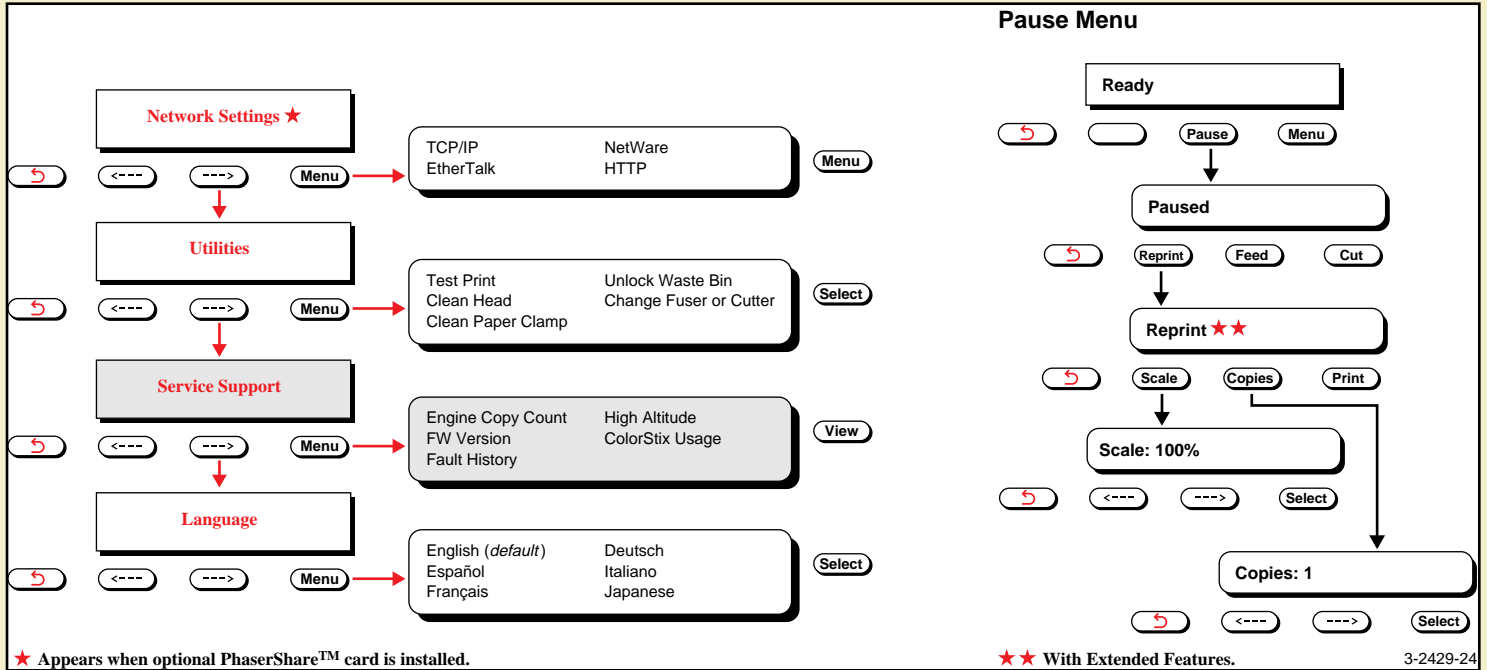 Network Settings ★
<--- ---> Menu
TCP/IP NetWare
EtherTalk HTTP
Menu
Utilities
<--- ---> Menu
Test Print Unlock Waste Bin
Clean Head Change Fuser or Cutter
Clean Paper Clamp
Select
Service Support
<--- ---> Menu
Engine Copy Count High Altitude
FW Version ColorStix Usage
Fault History
View
Language
<--- ---> Menu
English (default) Deutsch
Español Italiano
Français Japanese
Select
★ Appears when optional PhaserShare™ card is installed.
Pause Menu
Ready
Pause Menu
Paused
Reprint Feed Cut
Reprint ★★
Scale Copies Print
Scale: 100%
<--- ---> Select
Copies: 1
<--- ---> Select
★★ With Extended Features.
3-2429-24